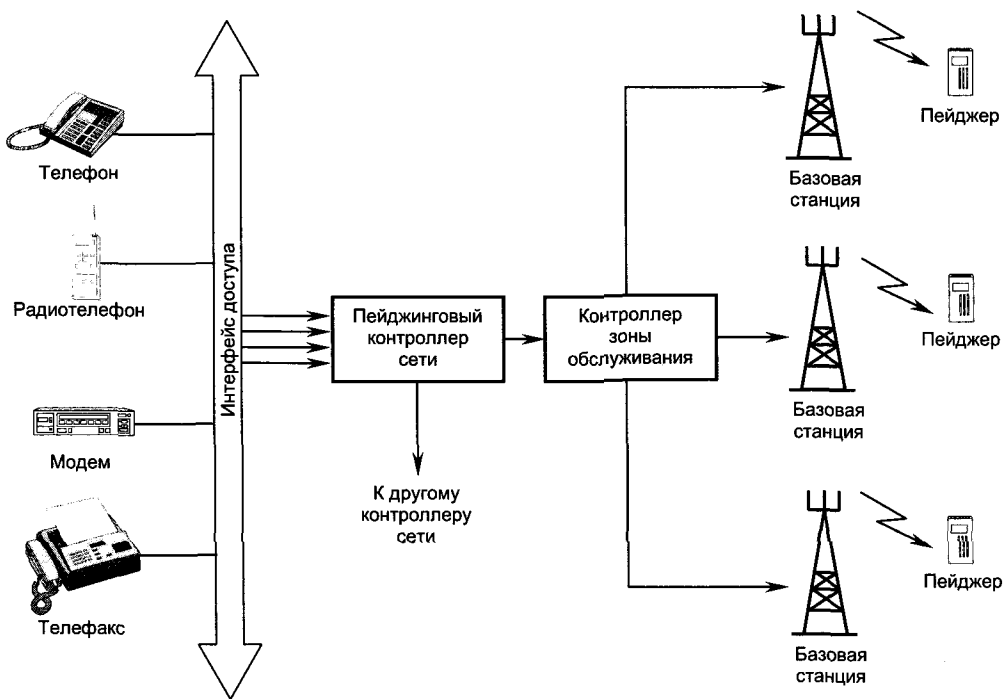 Телефон
Радиотелефон
Модем
Телефакс
Интерфейс доступа
Пейджинговый
контроллер
сети
К другому
контроллеру
сети
Контроллер
зоны
обслуживания
Базовая
станция
Пейджер
Базовая
станция
Пейджер
Базовая
станция
Пейджер